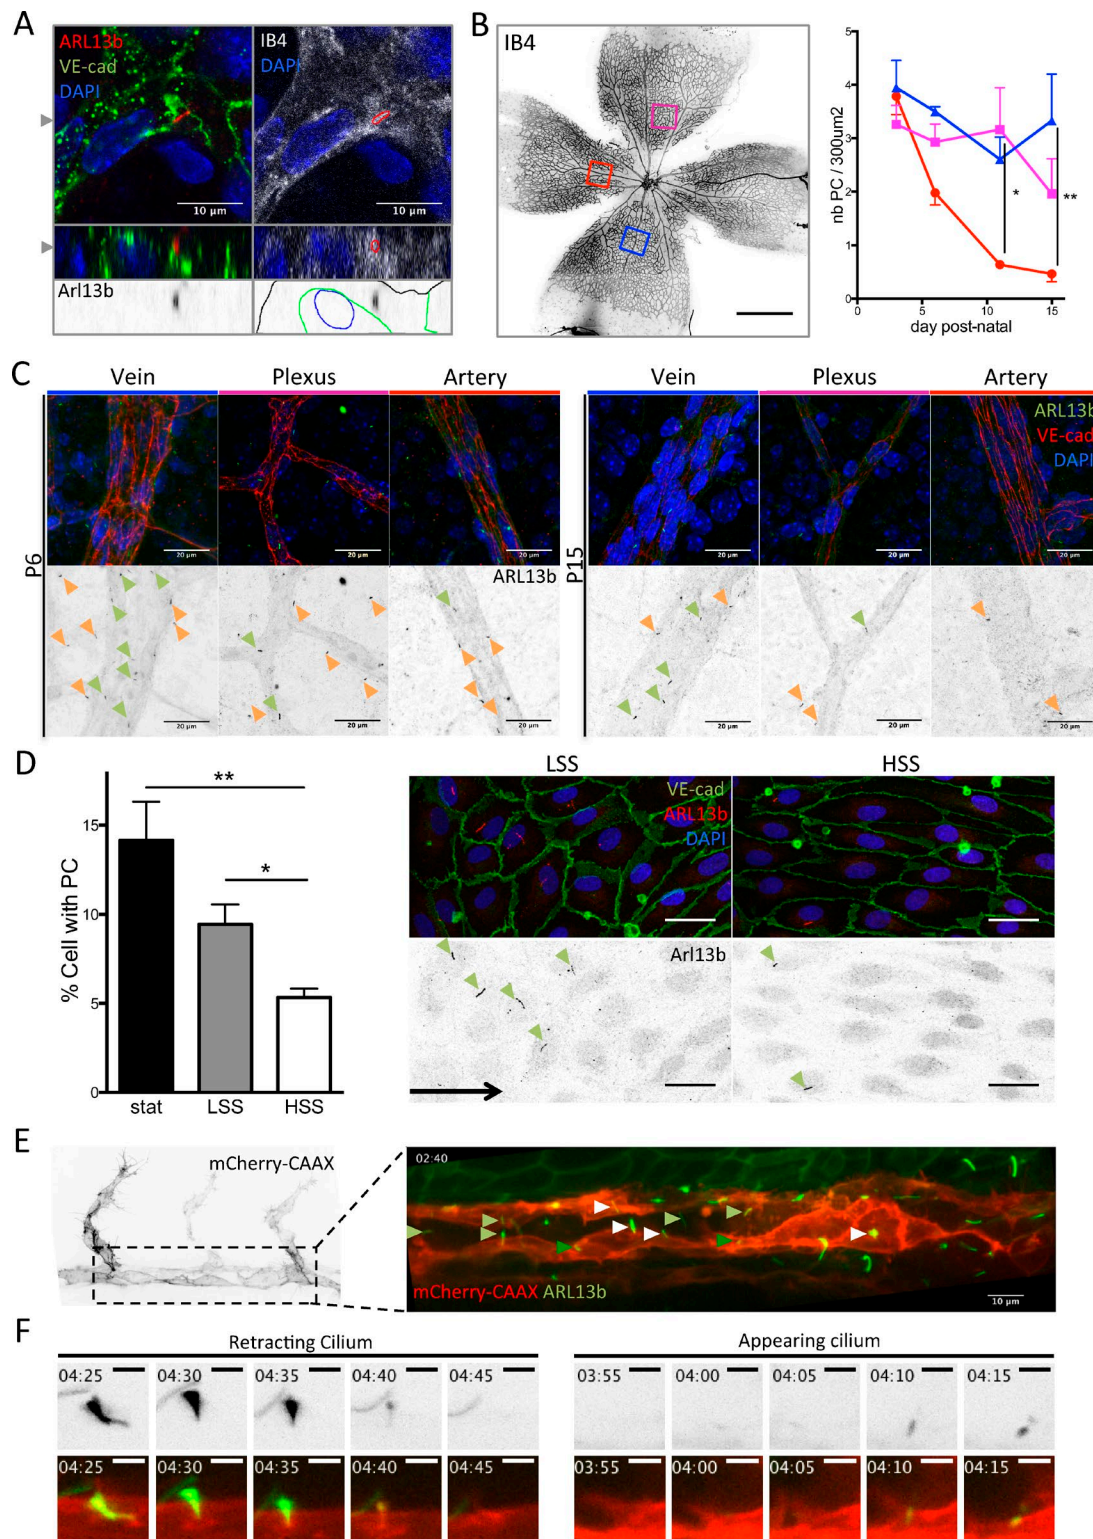 A
ARL13b
VE-cad
DAPI
IB4
DAPI
10 µm
10 µm
Arl13b
B
IB4
nb PC / 300um2
5
4
3
2
1
0
0
5
10
15
day post-natal
*
**
C
Vein
Plexus
Artery
Vein
Plexus
Artery
ARL13b
VE-cad
DAPI
P6
P15
20 µm
20 µm
20 µm
20 µm
20 µm
20 µm
ARL13b
20 µm
20 µm
20 µm
20 µm
20 µm
20 µm
D
% Cell with PC
15
10
5
0
**
*
stat
LSS
HSS
LSS
HSS
VE-cad
ARL13b
DAPI
Arl13b
E
mCherry-CAAX
02:40
mCherry-CAAX ARL13b
10 µm
F
Retracting Cilium
Appearing cilium
04:25
04:30
04:35
04:40
04:45
03:55
04:00
04:05
04:10
04:15
04:25
04:30
04:35
04:40
04:45
03:55
04:00
04:05
04:10
04:15